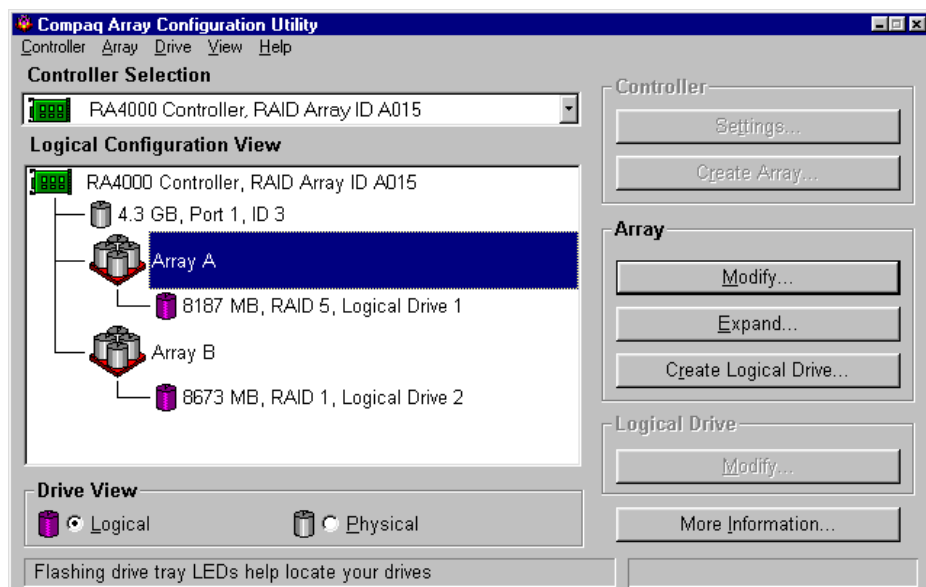 Compaq Array Configuration Utility
Controller Array Drive View Help
Controller Selection
RA4000 Controller, RAID Array ID A015
Logical Configuration View
RA4000 Controller, RAID Array ID A015
4.3 GB, Port 1, ID 3
Array A
8187 MB, RAID 5, Logical Drive 1
Array B
8673 MB, RAID 1, Logical Drive 2
Drive View
Logical
Physical
Controller
Settings...
Create Array...
Array
Modify...
Expand...
Create Logical Drive...
Logical Drive
Modify...
More Information...
Flashing drive tray LEDs help locate your drives